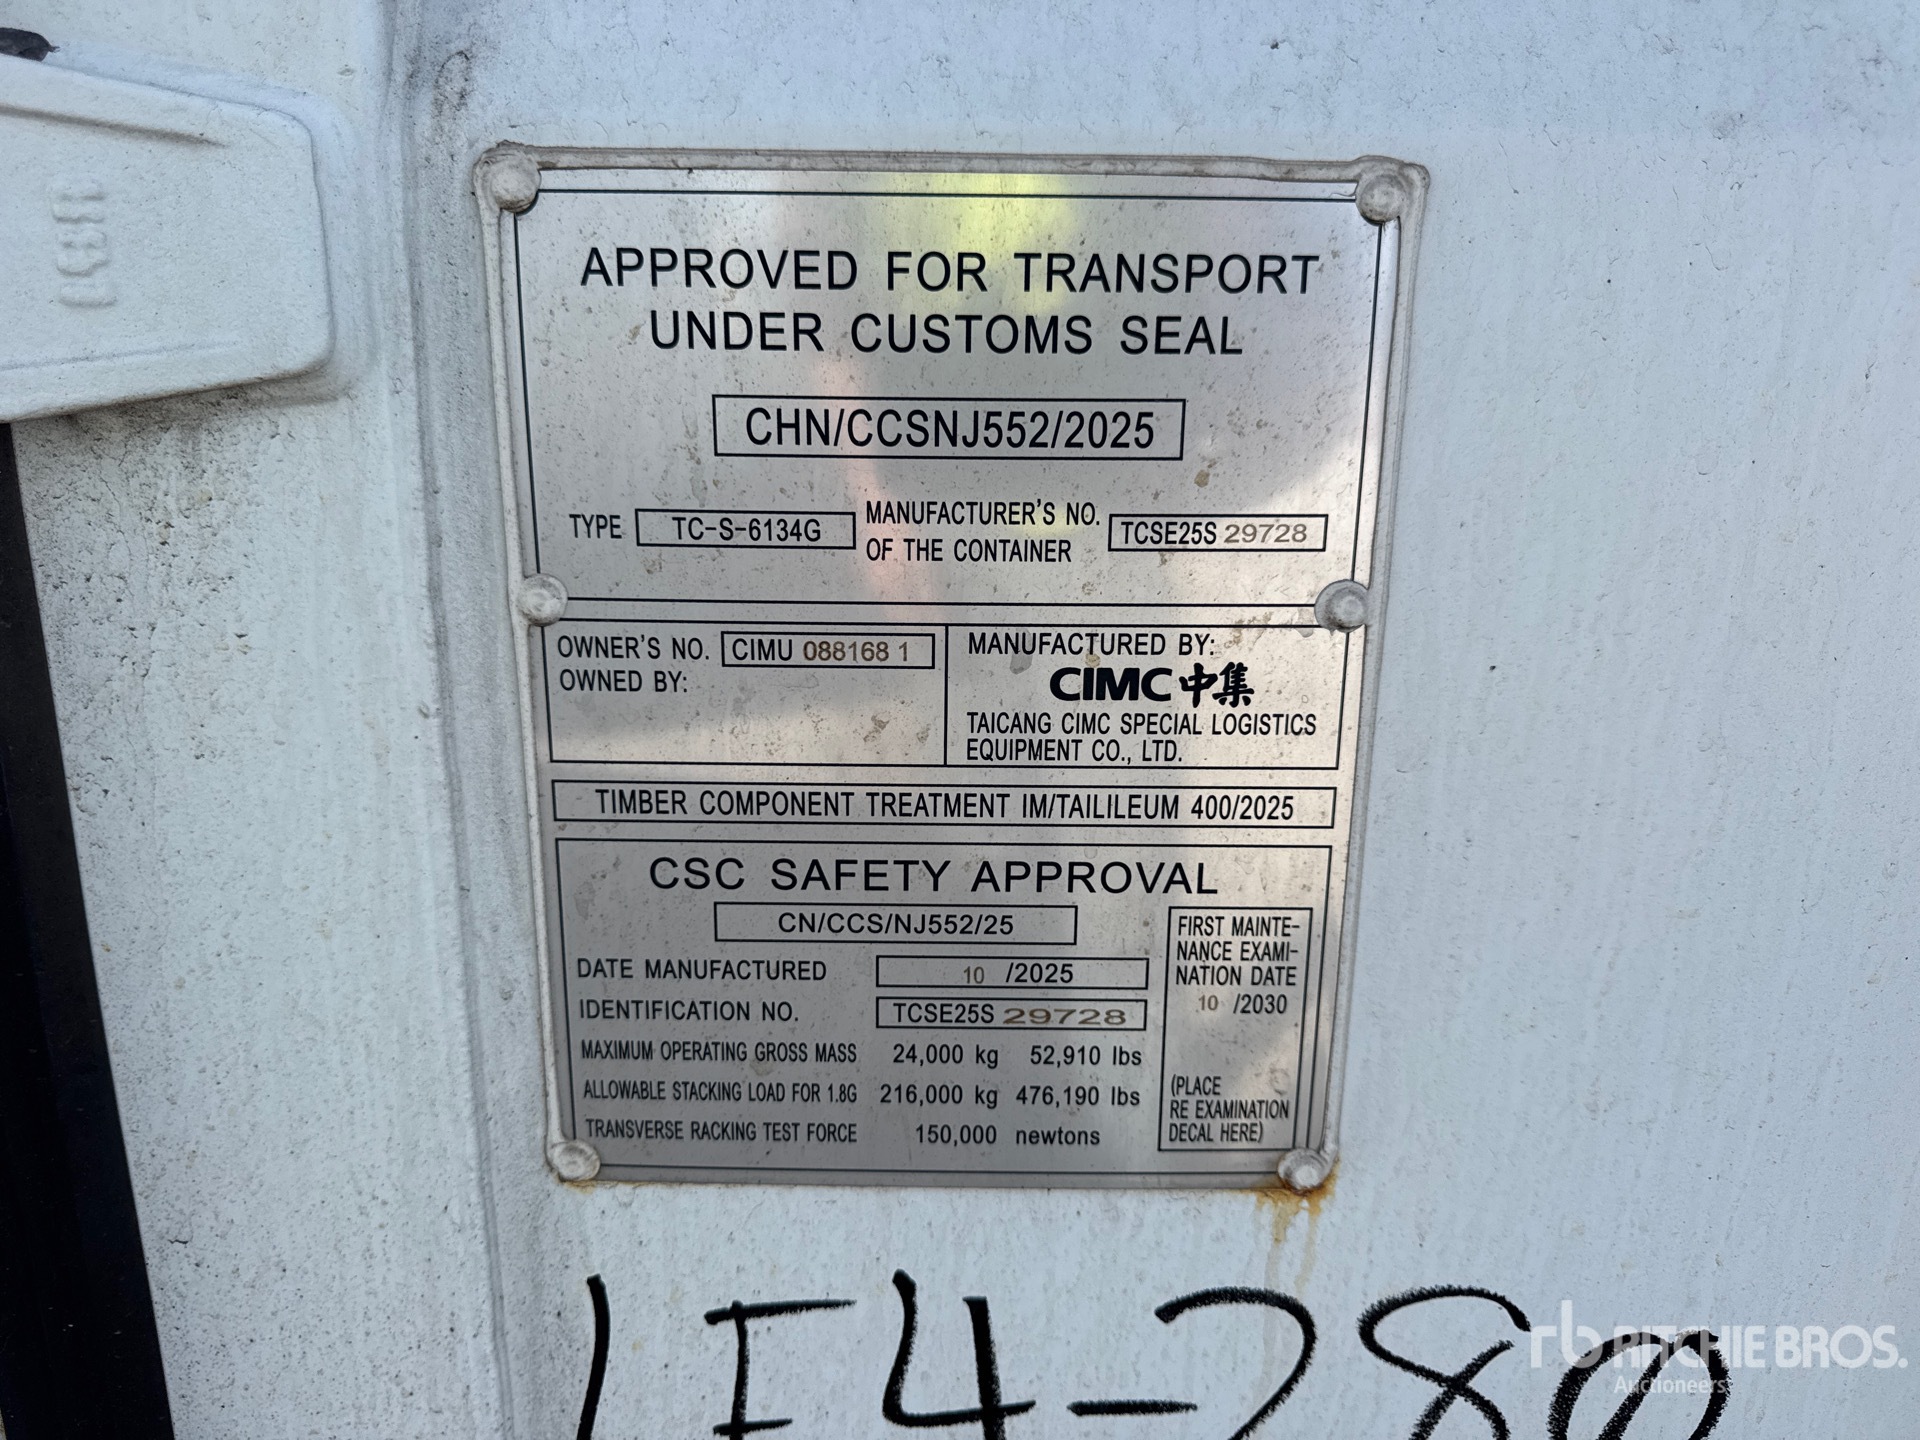 APPROVED FOR TRANSPORT
UNDER CUSTOMS SEAL
CHN/CCSNJ552/2025
TYPE TC-S-6134G MANUFACTURER'S NO. OF THE CONTAINER TCSE25S 29728
OWNER'S NO. CIMU 088168 1
OWNED BY:
MANUFACTURED BY:
CIMC中集
TAICANG CIMC SPECIAL LOGISTICS
EQUIPMENT CO., LTD.
TIMBER COMPONENT TREATMENT IM/TAILILEUM 400/2025
CSC SAFETY APPROVAL
CN/CCS/NJ552/25
DATE MANUFACTURED 10 /2025
IDENTIFICATION NO. TCSE25S 29728
MAXIMUM OPERATING GROSS MASS 24,000 kg 52,910 lbs
ALLOWABLE STACKING LOAD FOR 1.8G 216,000 kg 476,190 lbs
TRANSVERSE RACKING TEST FORCE 150,000 newtons
FIRST MAINTE-
NANCE EXAMI-
NATION DATE
10 /2030
(PLACE
RE EXAMINATION
DECAL HERE)
rb RITCHIE BROS.
Auctioneers